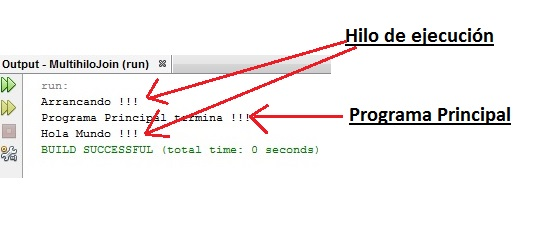 Hilo de ejecución
Output - MultihiloJoin (run)
run:
Arrancando !!!
Programa Principal termina !!!
Programa Principal
Hola Mundo !!!
BUILD SUCCESSFUL (total time: 0 seconds)